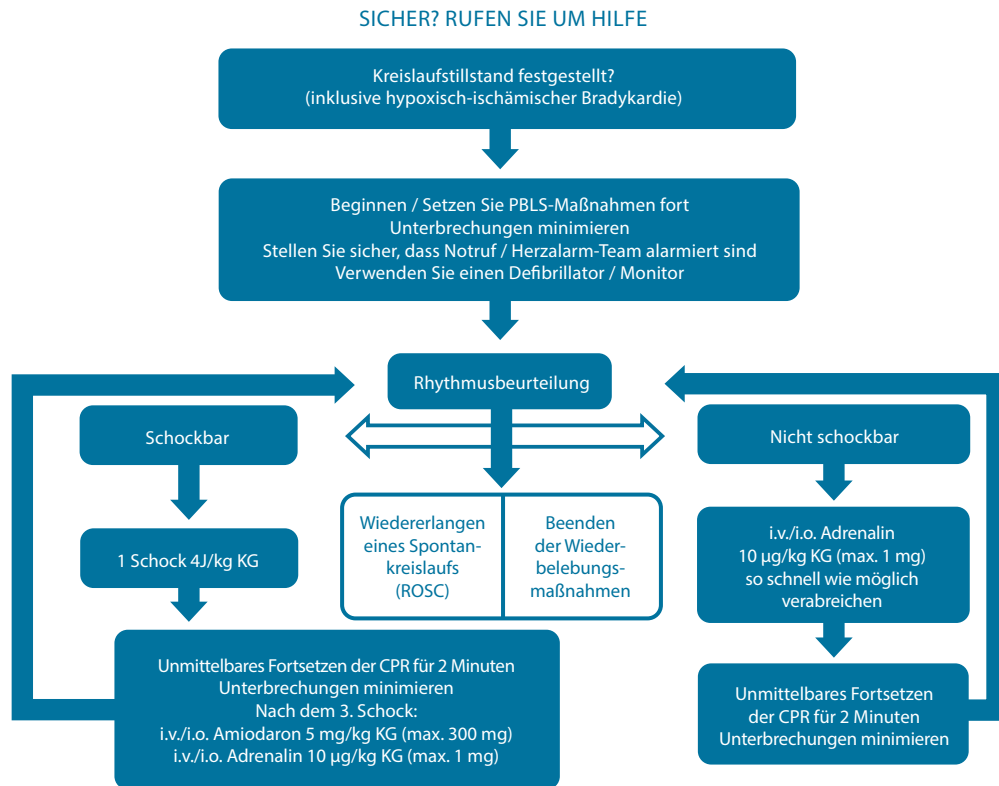 SICHER? RUFEN SIE UM HILFE
Kreislaufstillstand festgestellt?
(inklusive hypoxisch-ischämischer Bradykardie)
Beginnen / Setzen Sie PBLS-Maßnahmen fort
Unterbrechungen minimieren
Stellen Sie sicher, dass Notruf / Herzalarm-Team alarmiert sind
Verwenden Sie einen Defibrillator / Monitor
Rhythmusbeurteilung
Schockbar
1 Schock 4J/kg KG
Unmittelbares Fortsetzen der CPR für 2 Minuten
Unterbrechungen minimieren
Nach dem 3. Schock:
i.v./i.o. Amiodaron 5 mg/kg KG (max. 300 mg)
i.v./i.o. Adrenalin 10 µg/kg KG (max. 1 mg)
Wiedererlangen
eines Spontan-
kreislaufs
(ROSC)
Beenden
der Wieder-
belebungs-
maßnahmen
Nicht schockbar
i.v./i.o. Adrenalin
10 µg/kg KG (max. 1 mg)
so schnell wie möglich
verabreichen
Unmittelbares Fortsetzen
der CPR für 2 Minuten
Unterbrechungen minimieren